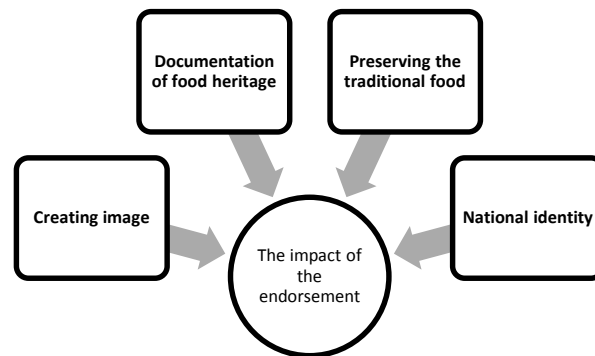 Documentation
of food heritage
Preserving the
traditional food
Creating image
National identity
The impact of
the
endorsement